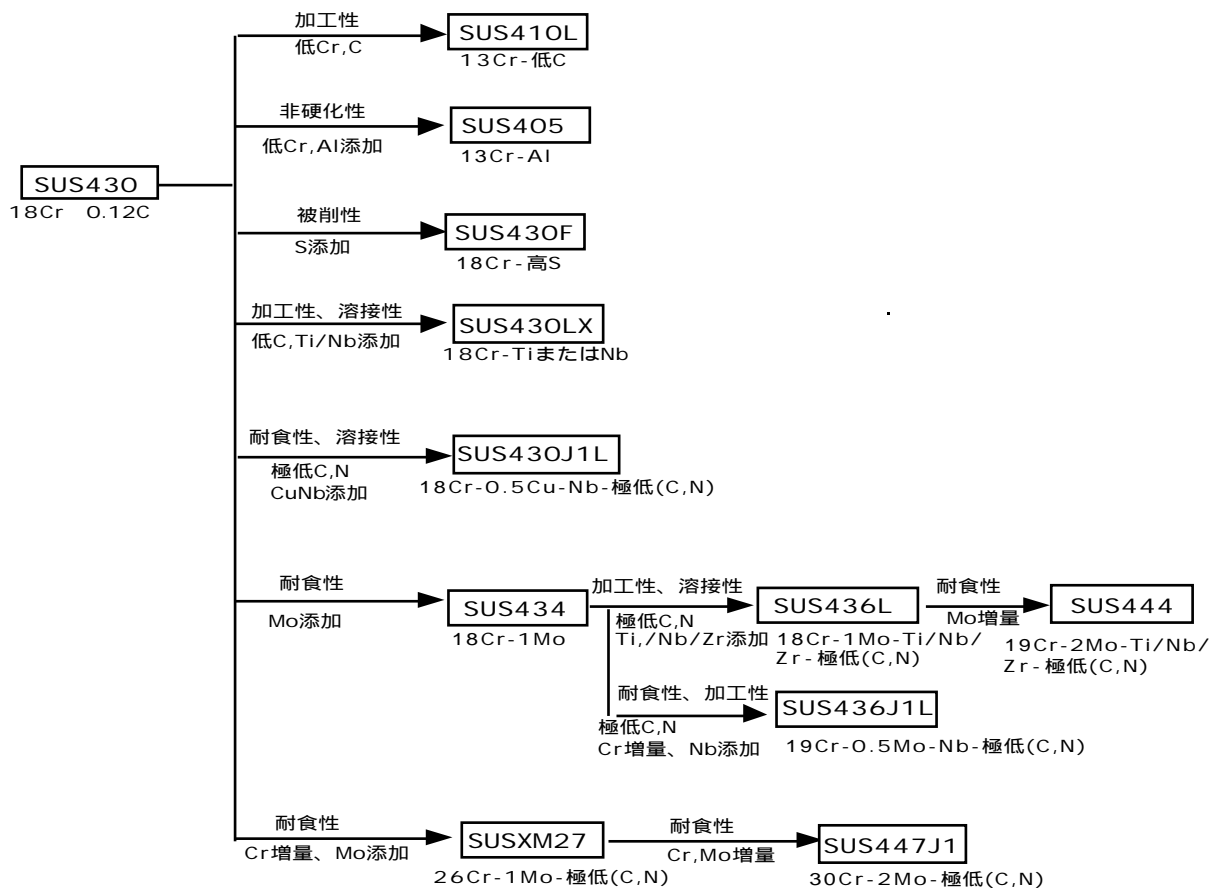 加工性
低Cr,C
SUS410L
13Cr-低C
非硬化性
低Cr,Al添加
SUS405
13Cr-Al
SUS430
18Cr 0.12C
被削性
S添加
SUS430F
18Cr-高S
加工性、溶接性
低C,Ti/Nb添加
SUS430LX
18Cr-TiまたはNb
耐食性、溶接性
極低C,N
CuNb添加
SUS430J1L
18Cr-0.5Cu-Nb-極低(C,N)
耐食性
Mo添加
SUS434
18Cr-1Mo
加工性、溶接性
極低C,N
Ti,/Nb/Zr添加
SUS436L
18Cr-1Mo-Ti/Nb/
Zr-極低(C,N)
耐食性
Mo増量
SUS444
19Cr-2Mo-Ti/Nb/
Zr-極低(C,N)
耐食性、加工性
極低C,N
Cr増量、Nb添加
SUS436J1L
19Cr-0.5Mo-Nb-極低(C,N)
耐食性
Cr増量、Mo添加
SUSXM27
26Cr-1Mo-極低(C,N)
耐食性
Cr,Mo増量
SUS447J1
30Cr-2Mo-極低(C,N)